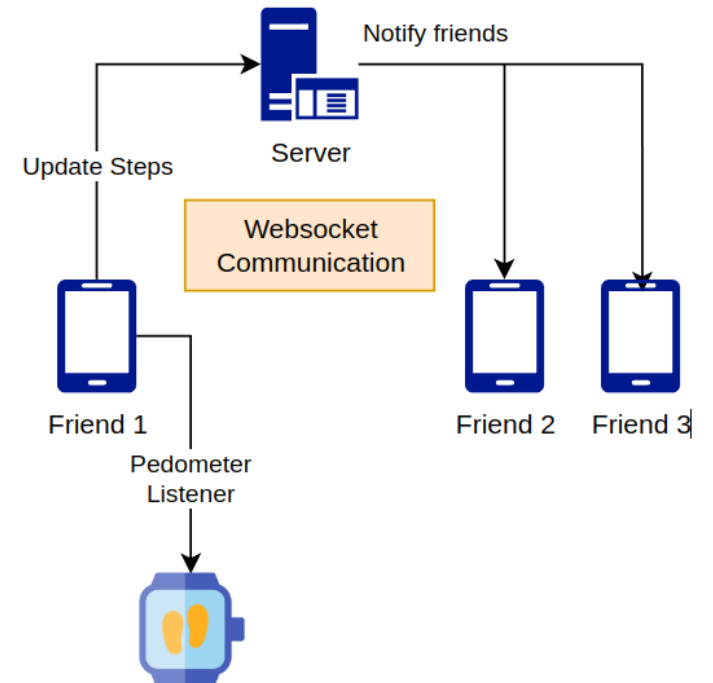 Notify friends
Server
Update Steps
Websocket
Communication
Friend 1
Friend 2
Friend 3
Pedometer
Listener